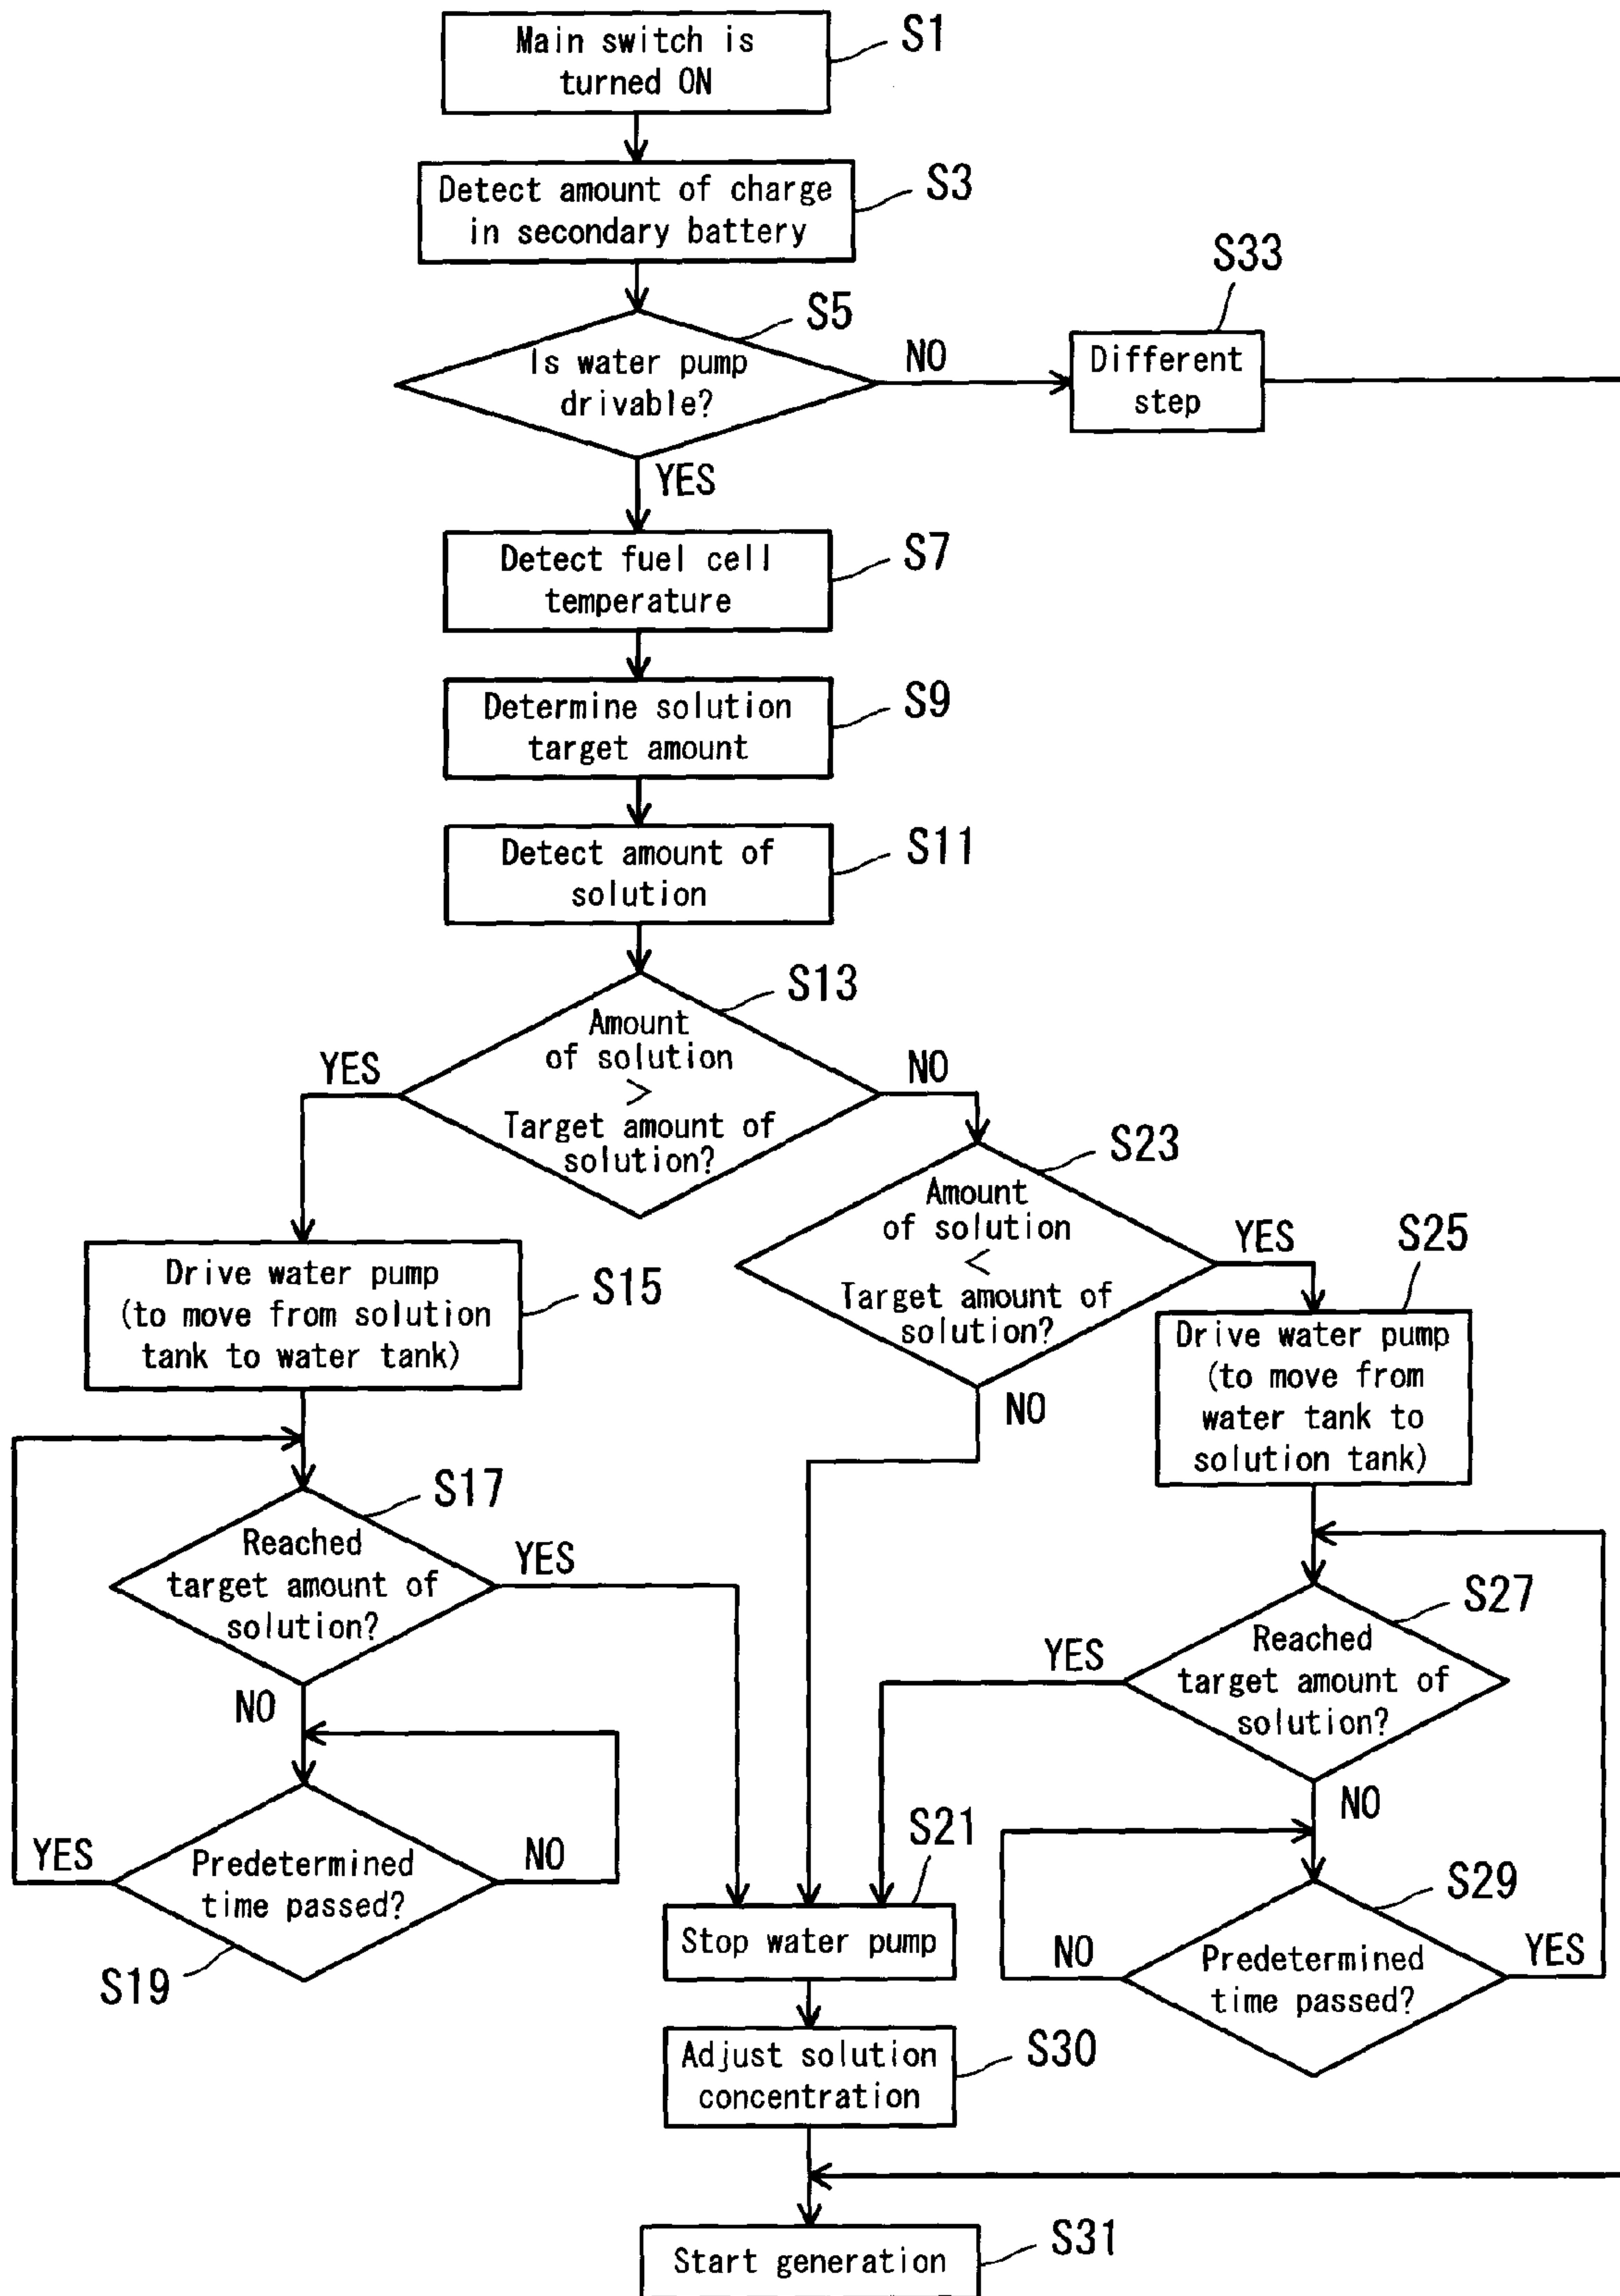 Main switch is
turned ON
S1
Detect amount of charge
in secondary battery
S3
S33
S5
Is water pump
drivable?
NO
Different
step
YES
Detect fuel cell
temperature
S7
Determine solution
target amount
S9
Detect amount of
solution
S11
S13
Amount
of solution
>
Target amount of
solution?
YES
NO
S23
Amount
of solution
<
Target amount of
solution?
YES
NO
S25
Drive water pump
(to move from
water tank to
solution tank)
Drive water pump
(to move from solution
tank to water tank)
S15
S17
Reached
target amount of
solution?
YES
NO
S27
Reached
target amount of
solution?
YES
NO
Predetermined
time passed?
YES
NO
S19
S21
Stop water pump
S29
Predetermined
time passed?
NO
YES
Adjust solution
concentration
S30
Start generation
S31